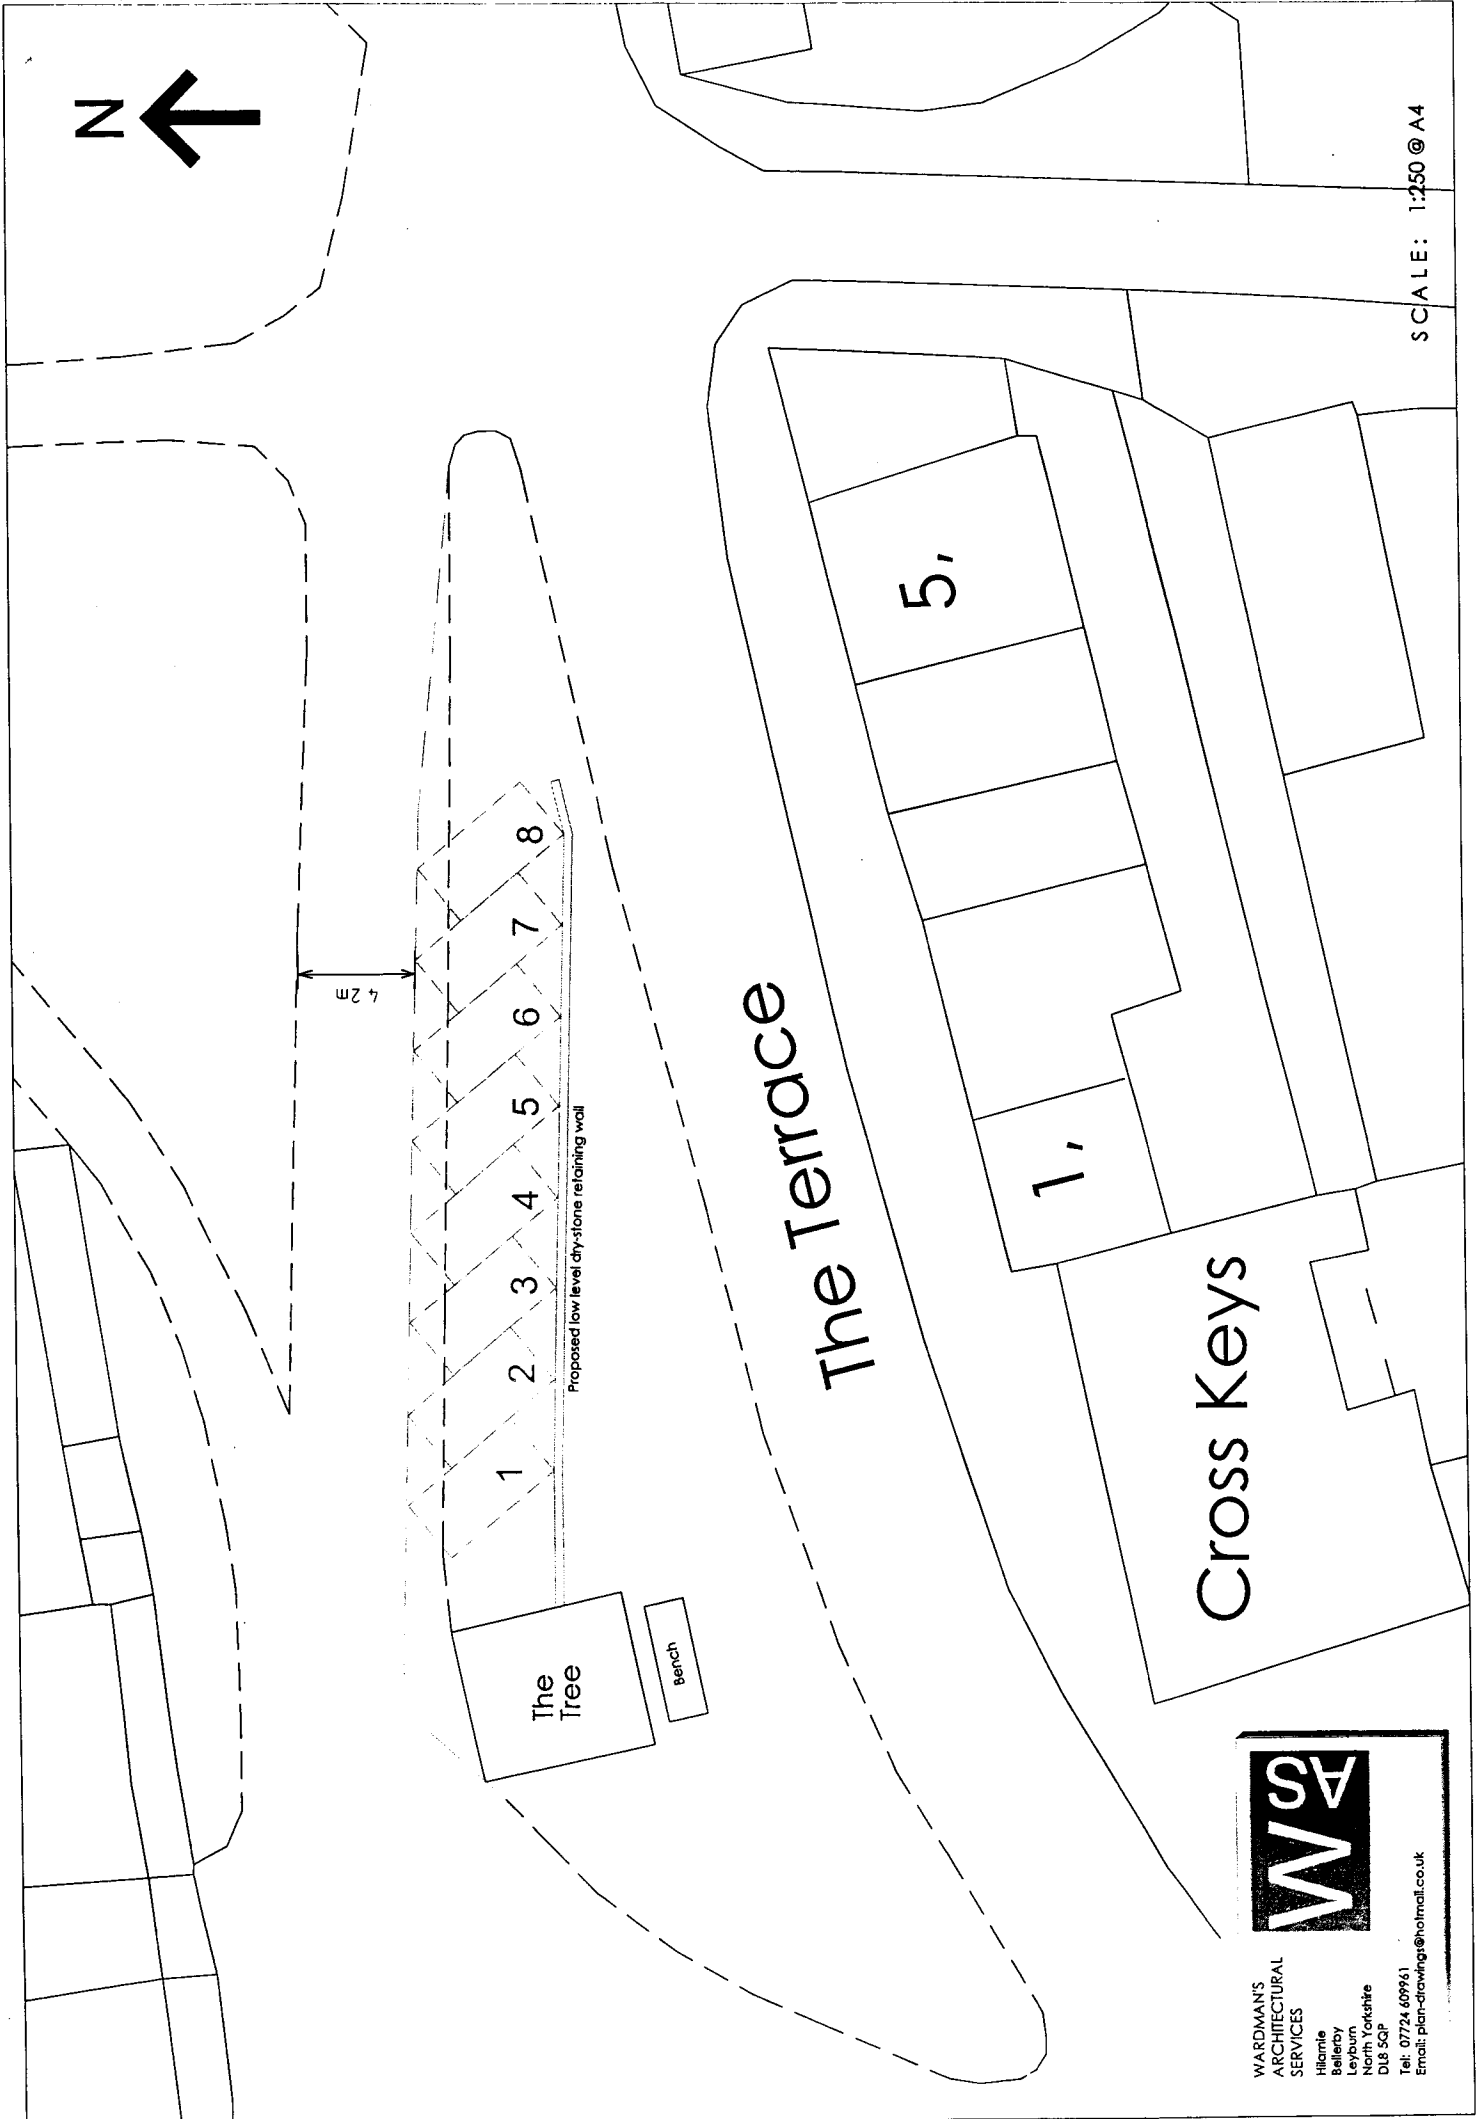 N
SCALE: 1:250 @ A4
4 2m
1
2
3
4
5
6
7
8
Proposed low level dry-stone retaining wall
The
Tree
Bench
The Terrace
1,
5,
Cross Keys
WAS
WARDMAN'S
ARCHITECTURAL
SERVICES
Hilarnie
Bellerby
Leyburn
North Yorkshire
DL8 5QP
Tel: 07724 609961
Email: plan-drawings@hotmail.co.uk